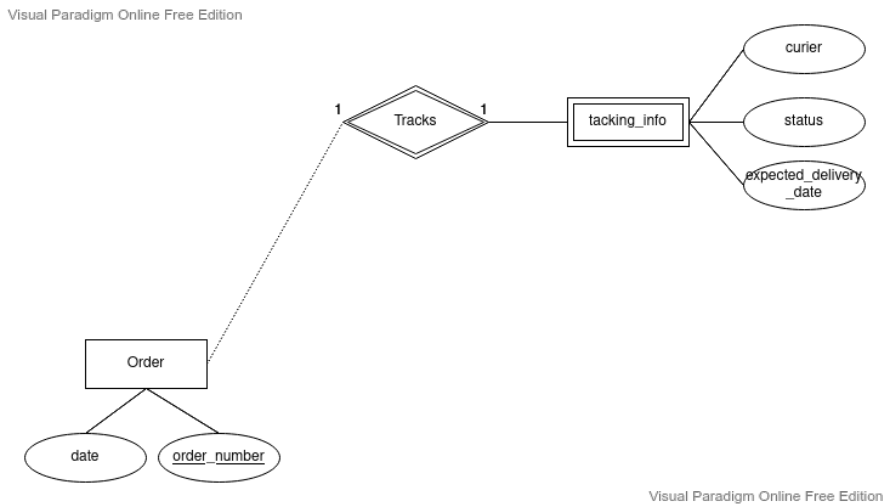 Visual Paradigm Online Free Edition
curier
1
Tracks
1
tacking_info
status
expected_delivery
_date
Order
date
order_number
Visual Paradigm Online Free Edition